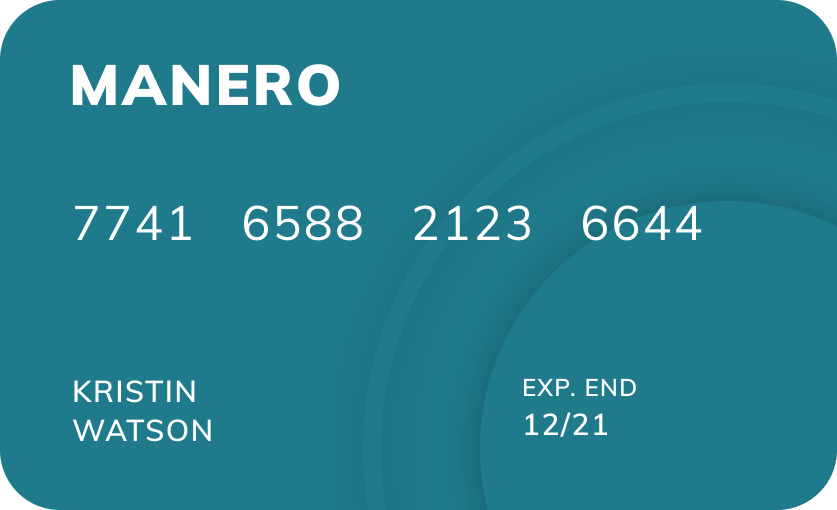 MANERO
7741 6588 2123 6644
KRISTIN
WATSON
EXP. END
12/21